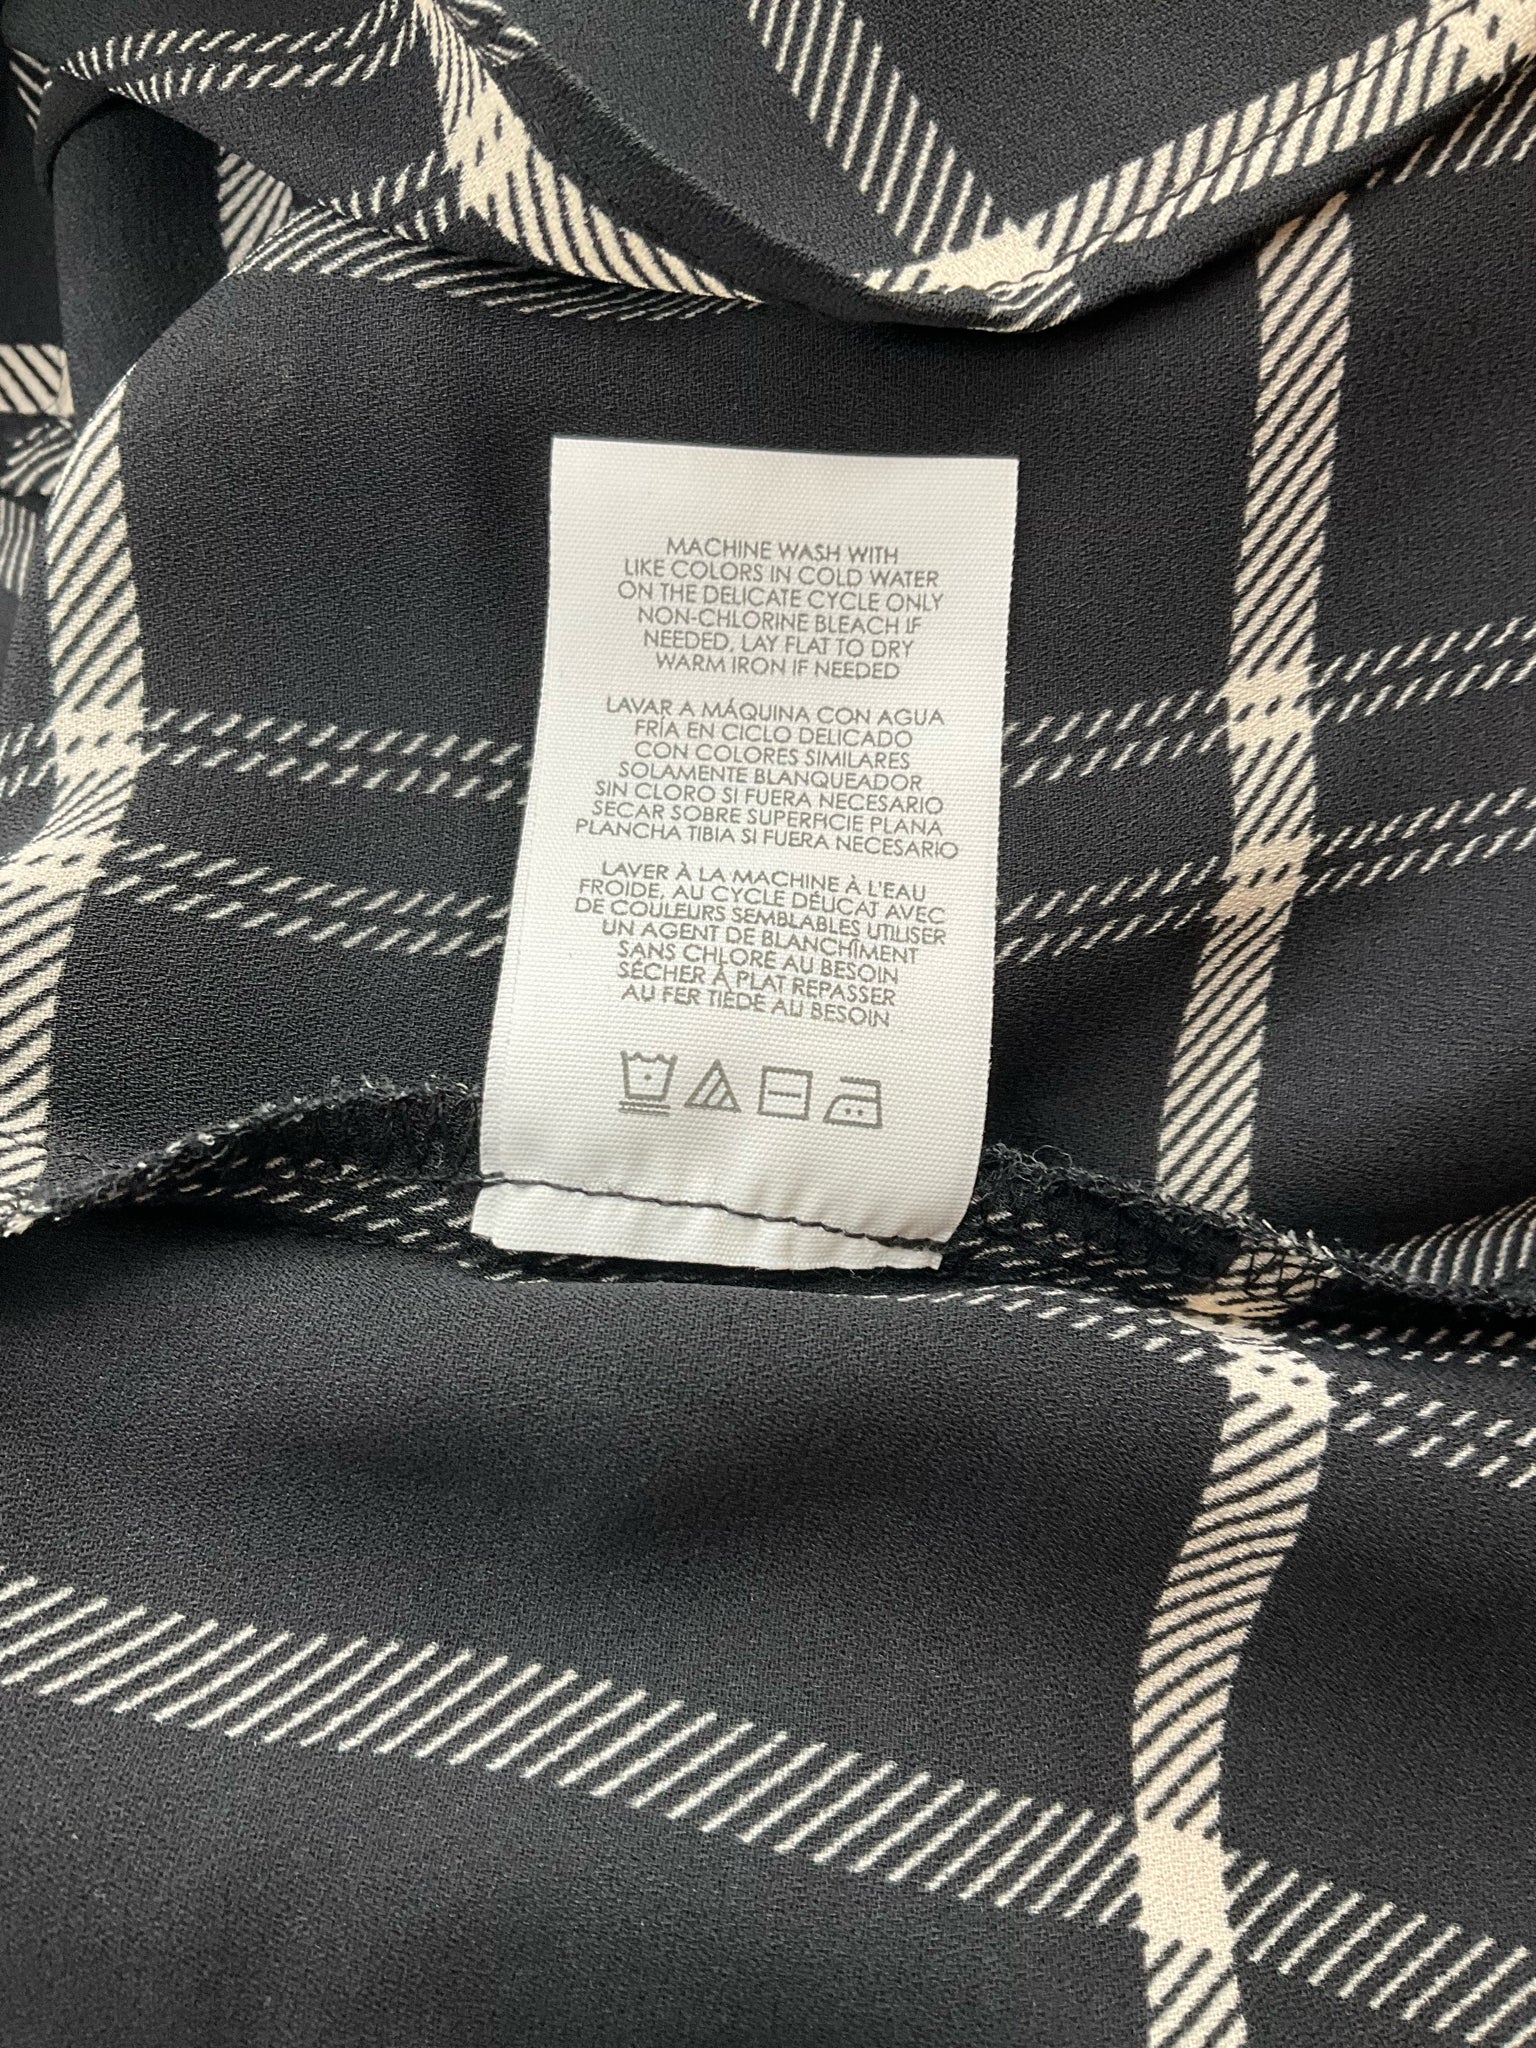 MACHINE WASH WITH
LIKE COLORS IN COLD WATER
ON THE DELICATE CYCLE ONLY
NON-CHLORINE BLEACH IF
NEEDED, LAY FLAT TO DRY
WARM IRON IF NEEDED
LAVAR A MÁQUINA CON AGUA
FRÍA EN CICLO DELICADO
CON COLORES SIMILARES
SOLAMENTE BLANQUEADOR
SIN CLORO SI FUERA NECESARIO
SECAR SOBRE SUPERFICIE PLANA
PLANCHA TIBIA SI FUERA NECESARIO
LAVER À LA MACHINE À L'EAU
FROIDE, AU CYCLE DÉLICAT AVEC
DE COULEURS SEMBLABLES UTILISER
UN AGENT DE BLANCHÎMENT
SANS CHLORE AU BESOIN
SÉCHER À PLAT REPASSER
AU FER TIÈDE AU BESOIN